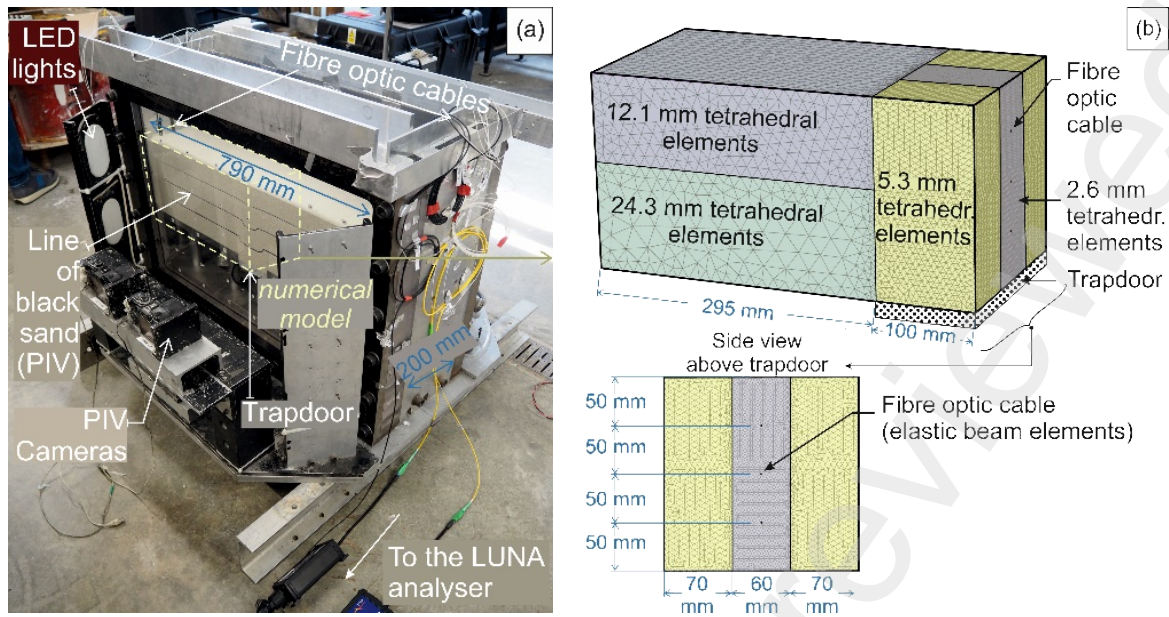 (a)
LED
lights
Fibre optic cables
790 mm
Line
of
black
sand
(PIV)
numerical
model
200 mm
Trapdoor
PIV
Cameras
To the LUNA
analyser
(b)
Fibre
optic
cable
12.1 mm tetrahedral
elements
5.3 mm
tetrahedr.
elements
24.3 mm tetrahedral
elements
2.6 mm
tetrahedr.
elements
Trapdoor
295 mm
100 mm
Side view
above trapdoor
50
mm
50
mm
50
mm
50
mm
Fibre optic cable
(elastic beam elements)
70
mm
60
mm
70
mm
reviewed